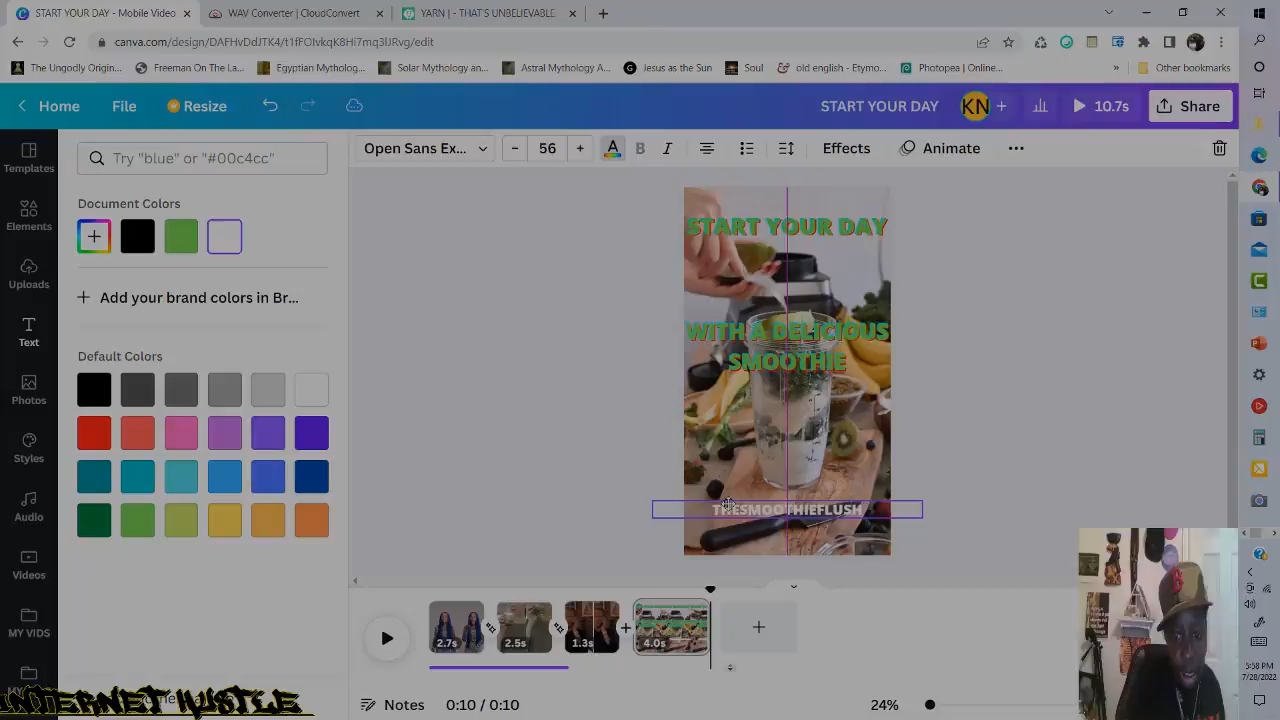 START YOUR DAY - Mobile Video
WAV Converter | CloudConvert
YARN | - THAT'S UNBELIEVABLE.
canva.com/design/DAFHvDdJTK4/t1fFOtvkqK8Hi7mq3lJRvg/edit
The Ungodly Origin...
Freeman On The La...
Egyptian Mytholog...
Solar Mythology an...
Astral Mythology A...
Jesus as the Sun
Soul
old english - Etymo...
Photopea | Online...
»
Other bookmarks
Home
File
Resize
START YOUR DAY
KN
10.7s
Share
Templates
Elements
Uploads
Text
Photos
Styles
Audio
Videos
MY VIDS
Try "blue" or "#00c4cc"
Open Sans Ex...
56
A
B
I
Effects
Animate
Document Colors
Add your brand colors in Br...
Default Colors
START YOUR DAY
WITH A DELICIOUS
SMOOTHIE
THESMOOTHIEFLUSH
2.7s
2.5s
1.3s
4.0s
Notes
0:10 / 0:10
24%
5:58 PM
7/28/2022
INTERNET HUSTLE